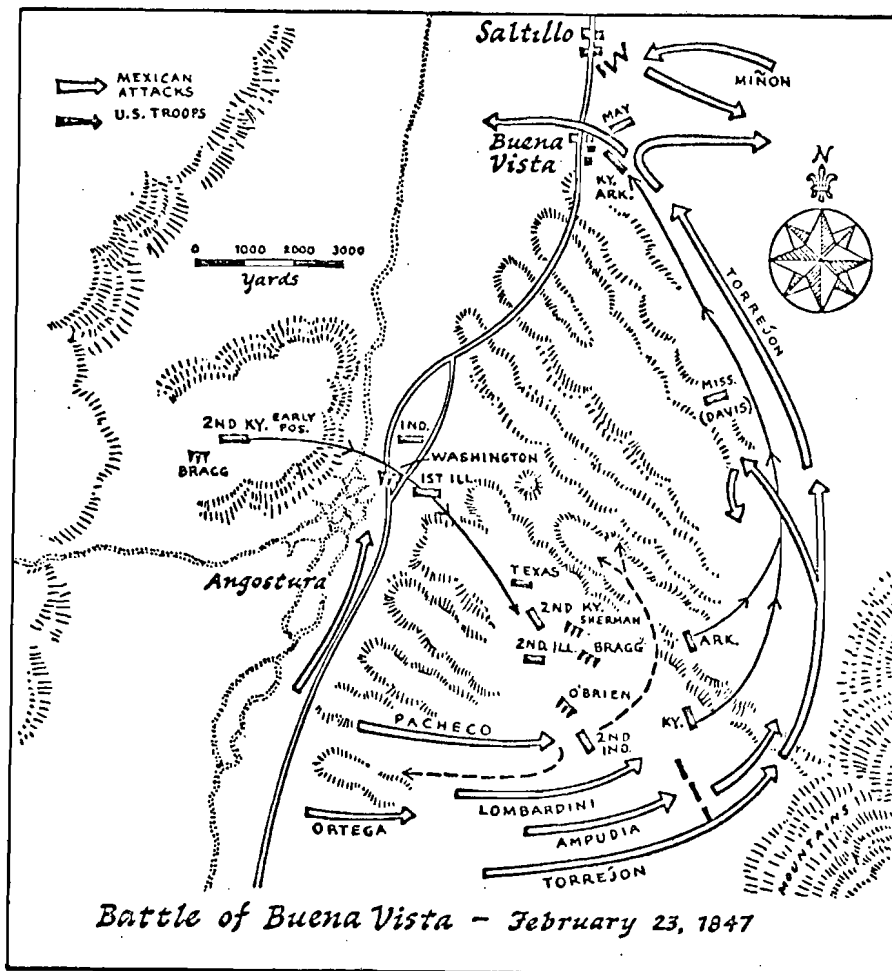 Saltillo
MEXICAN
ATTACKS
U.S. TROOPS
MIÑON
MAY
Buena
Vista
KY.
ARK.
N
0 1000 2000 3000
Yards
TORREJON
MISS.
(DAVIS)
2ND KY. EARLY
POS.
IND.
BRAGG
WASHINGTON
1ST ILL.
Angostura
TEXAS
2ND KY.
SHERMAN
2ND. ILL. BRAGG
ARK.
O'BRIEN
KY.
PACHECO
2ND
IND.
LOMBARDINI
ORTEGA
AMPUDIA
TORREJON
MOUNTAINS
Battle of Buena Vista - February 23, 1847